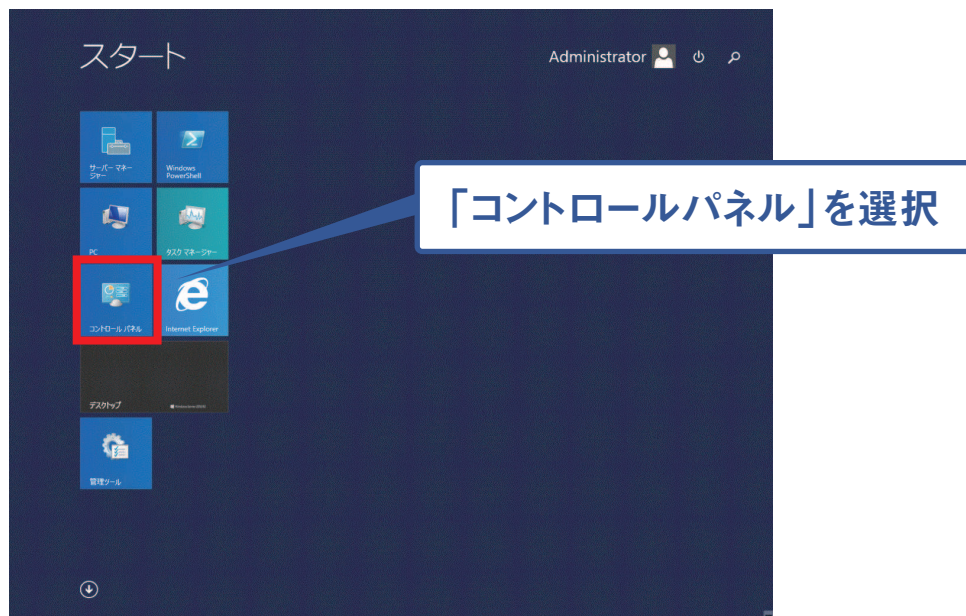 スタート
Administrator
サーバー マネー
ジャー
Windows
PowerShell
「コントロールパネル」を選択
PC
タスク マネージャー
コントロール パネル
Internet Explorer
デスクトップ
管理ツール